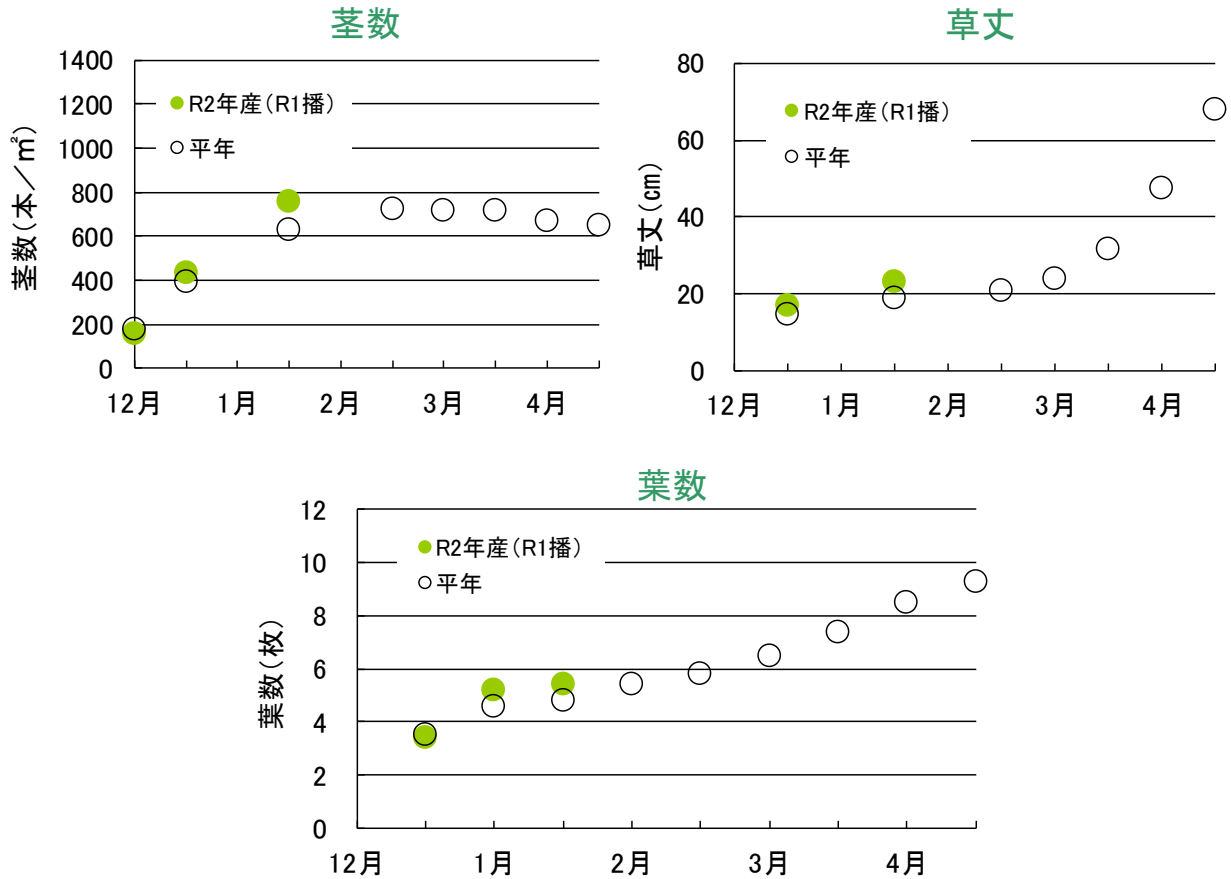 茎数
1400
1200
1000
800
600
400
200
0
茎数(本/㎡)
R2年産(R1播)
平年
12月 1月 2月 3月 4月
草丈
80
60
40
20
0
草丈(cm)
R2年産(R1播)
平年
12月 1月 2月 3月 4月
葉数
12
10
8
6
4
2
0
葉数(枚)
R2年産(R1播)
平年
12月 1月 2月 3月 4月